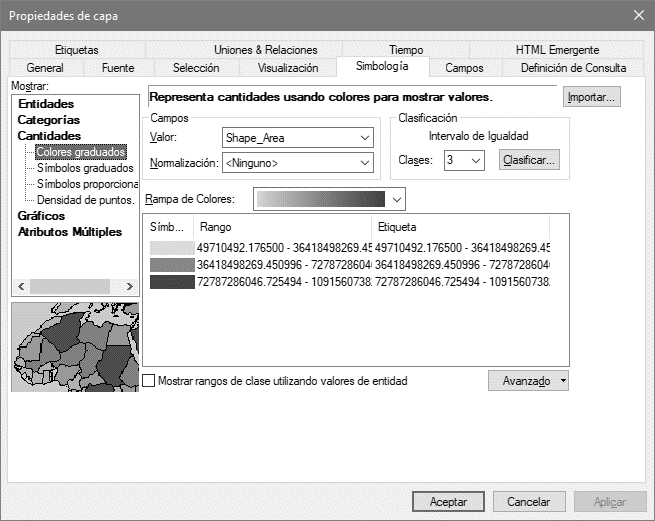 Propiedades de capa
Etiquetas Uniones & Relaciones Tiempo HTML Emergente
General Fuente Selección Visualización Simbología Campos Definición de Consulta
Mostrar:
Entidades
Categorías
Cantidades
Colores graduados
Símbolos graduados
Símbolos proporciona
Densidad de puntos.
Gráficos
Atributos Múltiples
Representa cantidades usando colores para mostrar valores.
Importar...
Campos
Valor: Shape_Area
Normalización: <Ninguno>
Clasificación
Intervalo de Igualdad
Clases: 3 Clasificar...
Rampa de Colores:
Símb... Rango Etiqueta
49710492.176500 - 36418498269.45 49710492.176500 - 36418498269.45
36418498269.450996 - 7278728604 36418498269.450996 - 7278728604
72787286046.725494 - 1091560738 72787286046.725494 - 1091560738
Mostrar rangos de clase utilizando valores de entidad
Avanzado
Aceptar Cancelar Aplicar